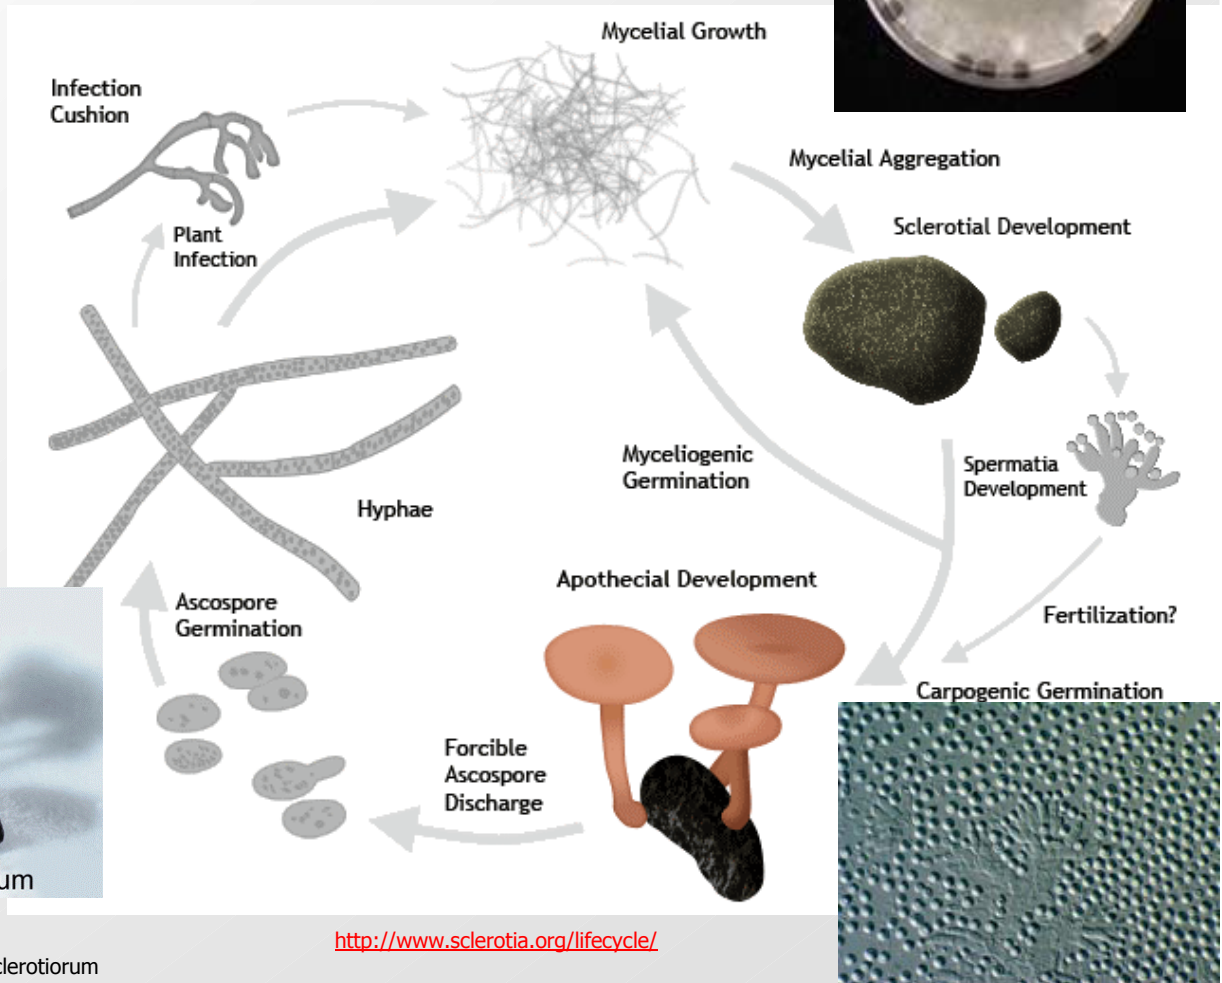 Mycelial Growth
Infection
Cushion
Mycelial Aggregation
Sclerotial Development
Plant
Infection
Myceliogenic
Germination
Spermatia
Development
Hyphae
Apothecial Development
Ascospore
Germination
Fertilization?
Carpogenic Germination
Forcible
Ascospore
Discharge
um
http://www.sclerotia.org/lifecycle/
clerotiorum